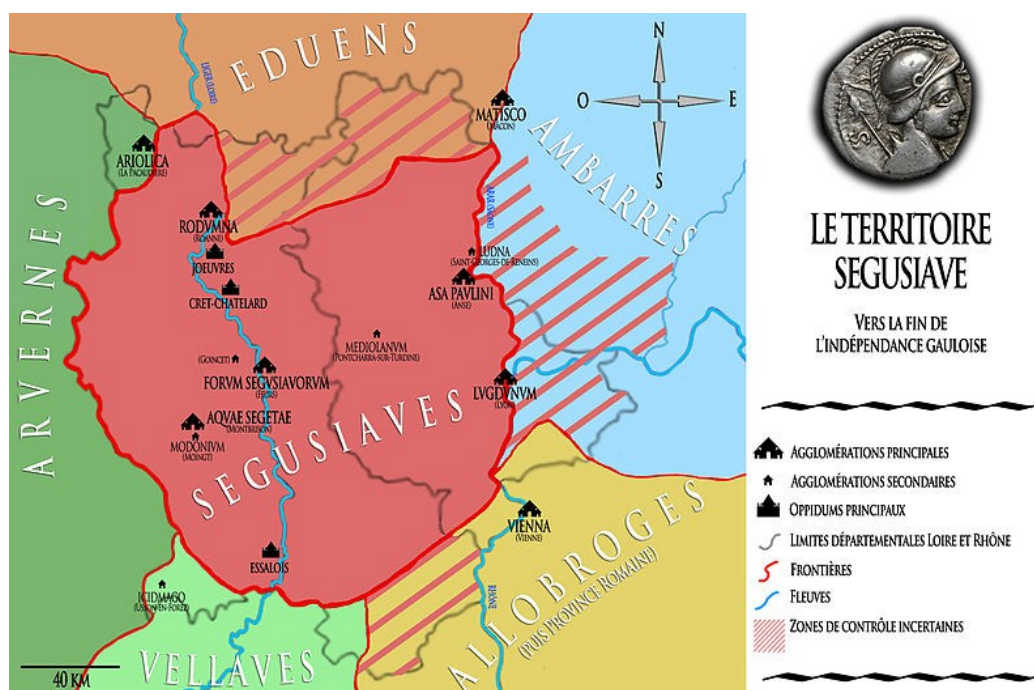 EDUENS
LIGER (LOIRE)
MATISCO
(MACON)
N
O
E
S
AMBARRES
ARIOLICA
(LA PACAUDIÈRE)
ARVERNES
RODVMNA
(ROANNE)
JOEUVRES
CRET-CHATELARD
ARAR (SAÔNE)
LUDNA
(SAINT-GEORGES-DE-RENEINS)
ASA PAVLINI
(ANSE)
MEDIOLANVM
(PONTCHARRA-SUR-TURDINE)
(GOINCET)
FORVM SEGVSIAVORVM
(FEURS)
LVGDVNVM
(LYON)
AQVAE SEGETAE
(MONTBRISON)
MODONIVM
(MOINGT)
SEGUSIAVES
VIENNA
(VIENNE)
ESSALOIS
ICIDMAGO
(USSON-EN-FOREZ)
RHÔNE
ALLOBROGES
(PUIS PROVINCE ROMAINE)
VELLAVES
40 KM
LE TERRITOIRE
SEGUSIAVE
VERS LA FIN DE
L'INDÉPENDANCE GAULOISE
AGGLOMÉRATIONS PRINCIPALES
AGGLOMÉRATIONS SECONDAIRES
OPPIDUMS PRINCIPAUX
LIMITES DÉPARTEMENTALES LOIRE ET RHÔNE
FRONTIÈRES
FLEUVES
ZONES DE CONTRÔLE INCERTAINES